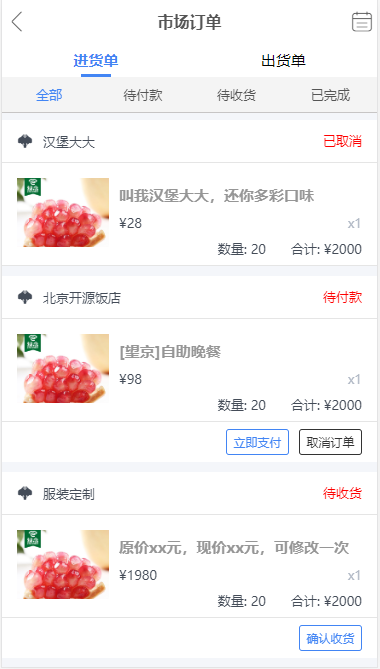 市场订单
进货单 出货单
全部 待付款 待收货 已完成
汉堡大大 已取消
叫我汉堡大大，还你多彩口味
¥28 x1
数量: 20 合计: ¥2000
北京开源饭店 待付款
[望京]自助晚餐
¥98 x1
数量: 20 合计: ¥2000
立即支付 取消订单
服装定制 待收货
原价xx元，现价xx元，可修改一次
¥1980 x1
数量: 20 合计: ¥2000
确认收货